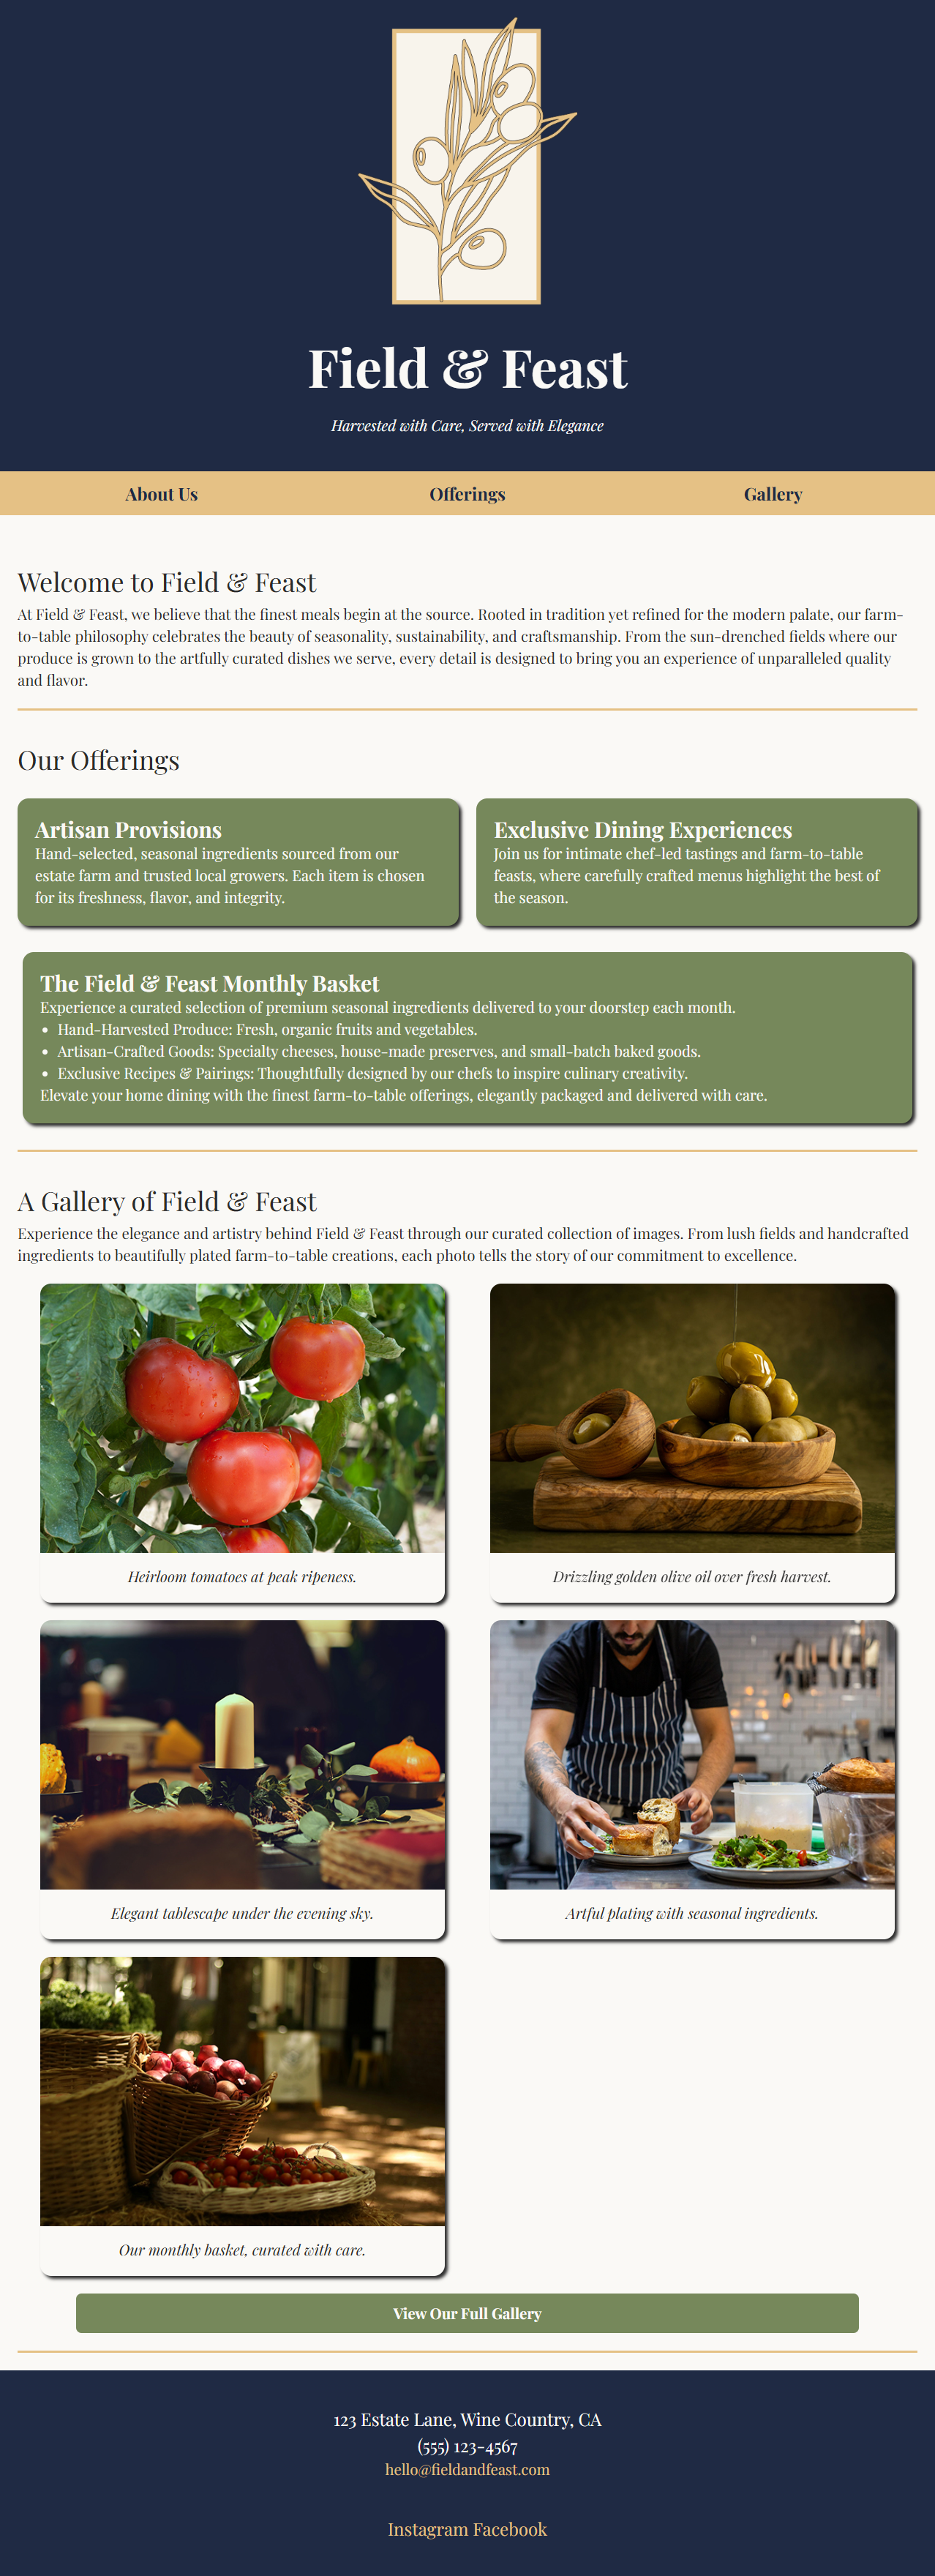 Field & Feast
Harvested with Care, Served with Elegance
About Us
Offerings
Gallery
Welcome to Field & Feast
At Field & Feast, we believe that the finest meals begin at the source. Rooted in tradition yet refined for the modern palate, our farm-
to-table philosophy celebrates the beauty of seasonality, sustainability, and craftsmanship. From the sun-drenched fields where our
produce is grown to the artfully curated dishes we serve, every detail is designed to bring you an experience of unparalleled quality
and flavor.
Our Offerings
Artisan Provisions
Hand-selected, seasonal ingredients sourced from our
estate farm and trusted local growers. Each item is chosen
for its freshness, flavor, and integrity.
Exclusive Dining Experiences
Join us for intimate chef-led tastings and farm-to-table
feasts, where carefully crafted menus highlight the best of
the season.
The Field & Feast Monthly Basket
Experience a curated selection of premium seasonal ingredients delivered to your doorstep each month.
• Hand-Harvested Produce: Fresh, organic fruits and vegetables.
• Artisan-Crafted Goods: Specialty cheeses, house-made preserves, and small-batch baked goods.
• Exclusive Recipes & Pairings: Thoughtfully designed by our chefs to inspire culinary creativity.
Elevate your home dining with the finest farm-to-table offerings, elegantly packaged and delivered with care.
A Gallery of Field & Feast
Experience the elegance and artistry behind Field & Feast through our curated collection of images. From lush fields and handcrafted
ingredients to beautifully plated farm-to-table creations, each photo tells the story of our commitment to excellence.
Heirloom tomatoes at peak ripeness.
Drizzling golden olive oil over fresh harvest.
Elegant tablescape under the evening sky.
Artful plating with seasonal ingredients.
Our monthly basket, curated with care.
View Our Full Gallery
123 Estate Lane, Wine Country, CA
(555) 123-4567
hello@fieldandfeast.com
Instagram Facebook